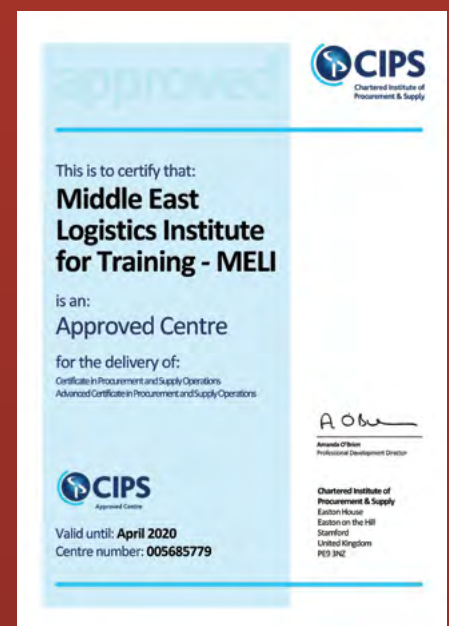 approved
CIPS
Chartered Institute of
Procurement & Supply
This is to certify that:
Middle East
Logistics Institute
for Training - MELI
is an:
Approved Centre
for the delivery of:
Certificate in Procurement and Supply Operations
Advanced Certificate in Procurement and Supply Operations
A O'Br
Amanda O'Brien
Professional Development Director
CIPS
Approved Centre
Valid until: April 2020
Centre number: 005685779
Chartered Institute of
Procurement & Supply
Easton House
Easton on the Hill
Stamford
United Kingdom
PE9 3NZ